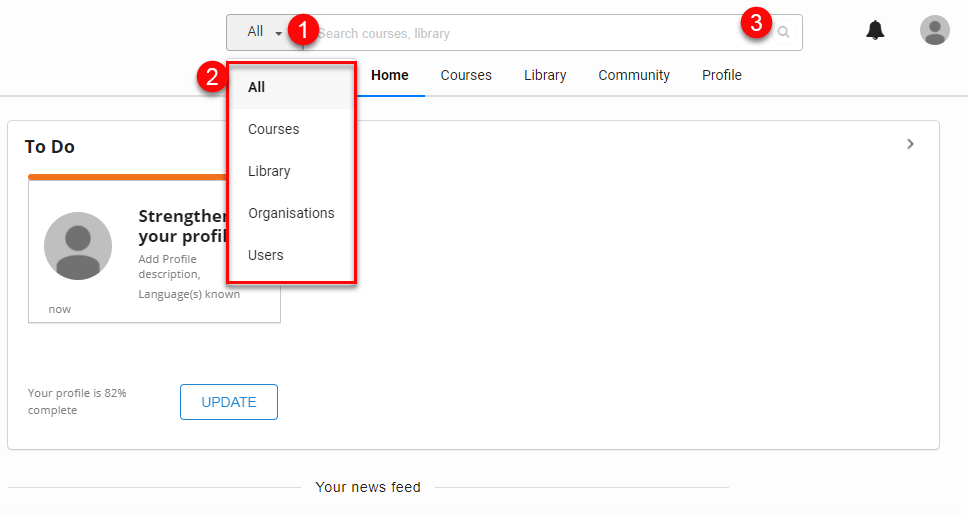 All
1
Search courses, library
3
2
Home
Courses
Library
Community
Profile
All
Courses
Library
Organisations
Users
To Do
Strengthen
your profil
Add Profile
description,
Language(s) known
now
Your profile is 82%
complete
UPDATE
Your news feed